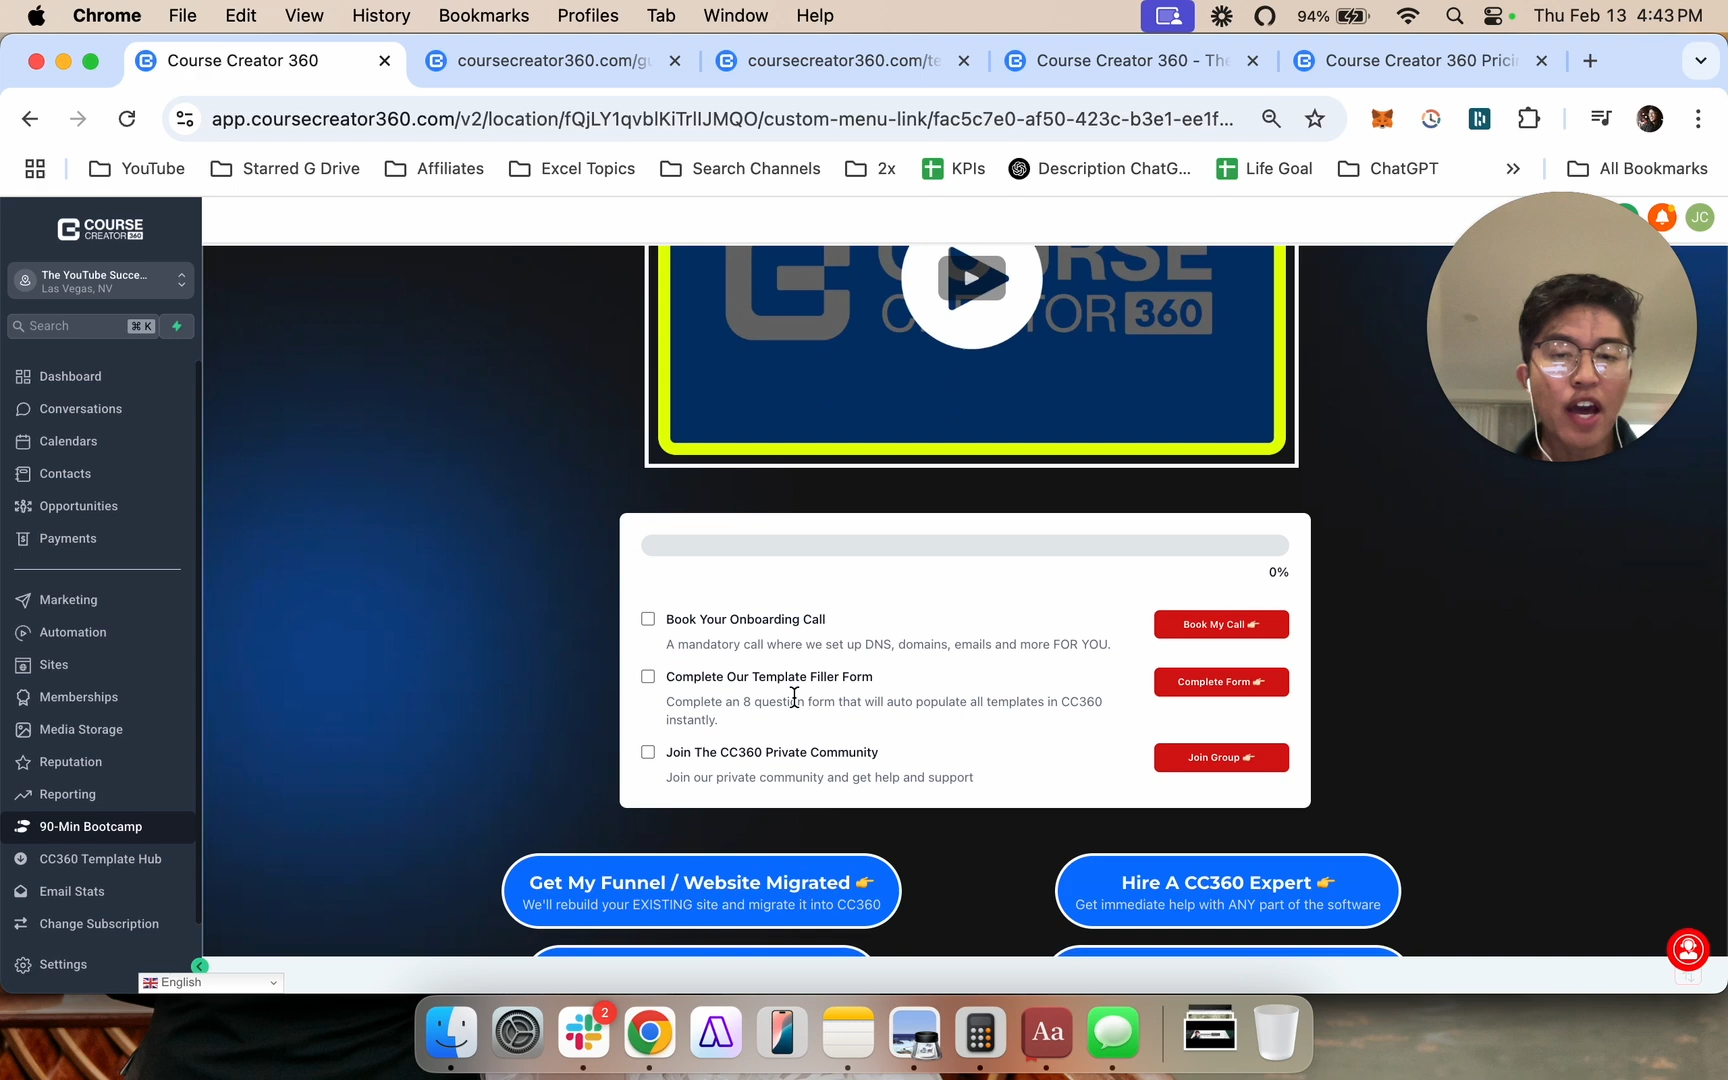 Chrome File Edit View History Bookmarks Profiles Tab Window Help 94% Thu Feb 13 4:43 PM
Course Creator 360 coursecreator360.com/g coursecreator360.com/te Course Creator 360 - The Course Creator 360 Prici
app.coursecreator360.com/v2/location/fQjLY1qvblKiTrlIJMQO/custom-menu-link/fac5c7e0-af50-423c-b3e1-ee1f...
YouTube Starred G Drive Affiliates Excel Topics Search Channels 2x KPIs Description ChatG... Life Goal ChatGPT All Bookmarks
COURSE
CREATOR 360
The YouTube Succe...
Las Vegas, NV
Search ⌘ K
JC
Dashboard
Conversations
Calendars
Contacts
Opportunities
Payments
Marketing
Automation
Sites
Memberships
Media Storage
Reputation
Reporting
90-Min Bootcamp
CC360 Template Hub
Email Stats
Change Subscription
Settings
English
360
0%
Book Your Onboarding Call
A mandatory call where we set up DNS, domains, emails and more FOR YOU.
Book My Call 👉
Complete Our Template Filler Form
Complete an 8 question form that will auto populate all templates in CC360
instantly.
Complete Form 👉
Join The CC360 Private Community
Join our private community and get help and support
Join Group 👉
Get My Funnel / Website Migrated 👉
We'll rebuild your EXISTING site and migrate it into CC360
Hire A CC360 Expert 👉
Get immediate help with ANY part of the software
2
Aa